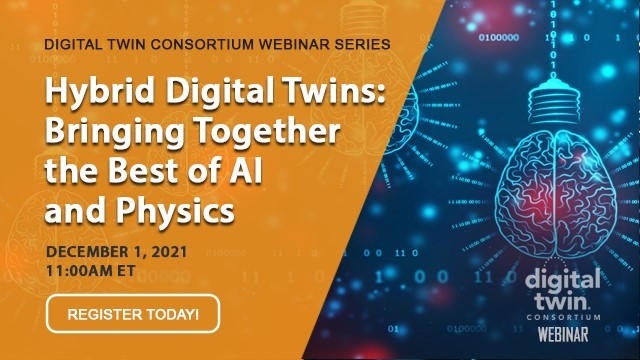 DIGITAL TWIN CONSORTIUM WEBINAR SERIES
Hybrid Digital Twins:
Bringing Together
the Best of AI
and Physics
DECEMBER 1, 2021
11:00AM ET
REGISTER TODAY!
0100000
digital
twin
CONSORTIUM
WEBINAR